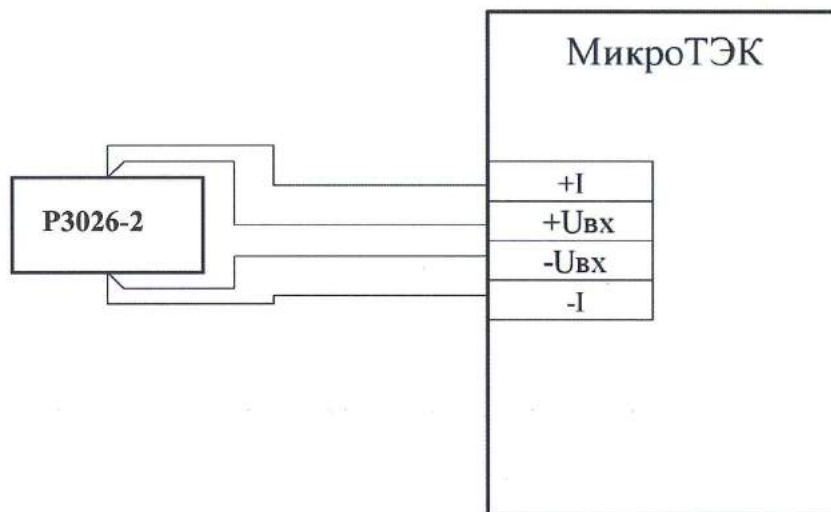 МикроТЭК
+I
Р3026-2
+Uвх
-Uвх
-I